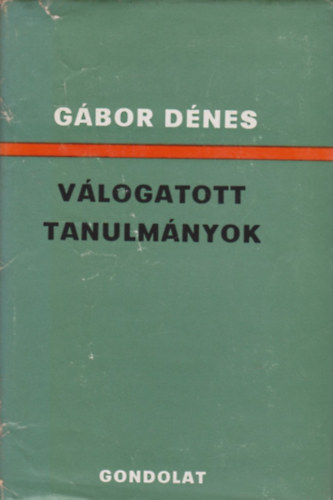 GÁBOR DÉNES
VÁLOGATOTT
TANULMÁNYOK
GONDOLAT